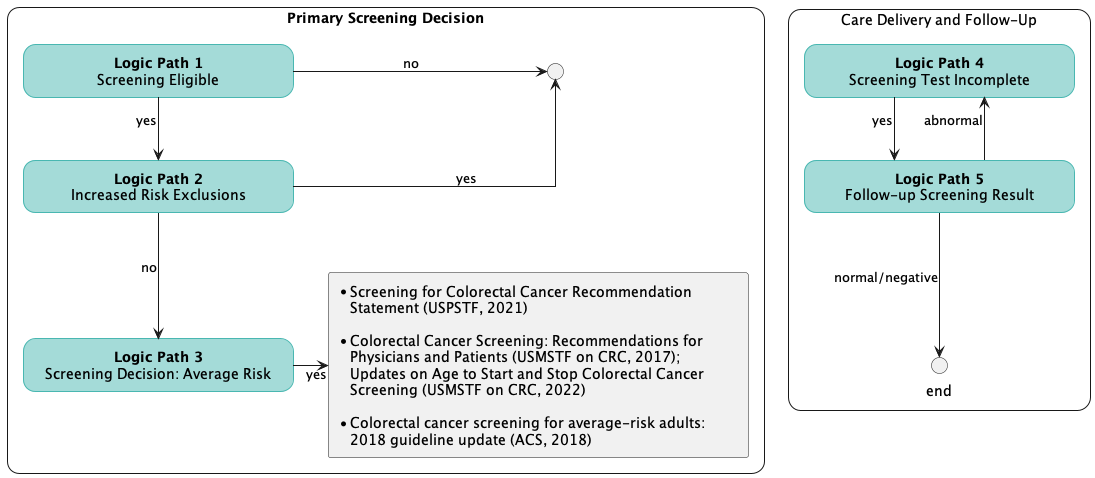 Primary Screening Decision
Logic Path 1
Screening Eligible
no
yes
Logic Path 2
Increased Risk Exclusions
yes
no
Logic Path 3
Screening Decision: Average Risk
yes
• Screening for Colorectal Cancer Recommendation
Statement (USPSTF, 2021)
• Colorectal Cancer Screening: Recommendations for
Physicians and Patients (USMSTF on CRC, 2017);
Updates on Age to Start and Stop Colorectal Cancer
Screening (USMSTF on CRC, 2022)
• Colorectal cancer screening for average-risk adults:
2018 guideline update (ACS, 2018)
Care Delivery and Follow-Up
Logic Path 4
Screening Test Incomplete
yes
abnormal
Logic Path 5
Follow-up Screening Result
normal/negative
end